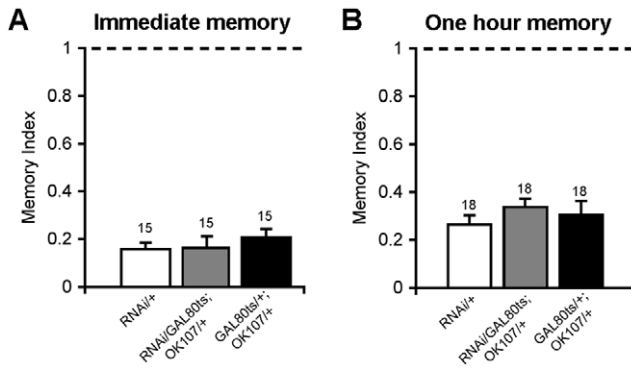 A
Immediate memory
Memory Index
1
0.8
0.6
0.4
0.2
0
15
15
15
RNAi/+
RNAi/GAL80ts;
OK107/+
GAL80ts/+;
OK107/+
B
One hour memory
Memory Index
1
0.8
0.6
0.4
0.2
0
18
18
18
RNAi/+
RNAi/GAL80ts;
OK107/+
GAL80ts/+;
OK107/+